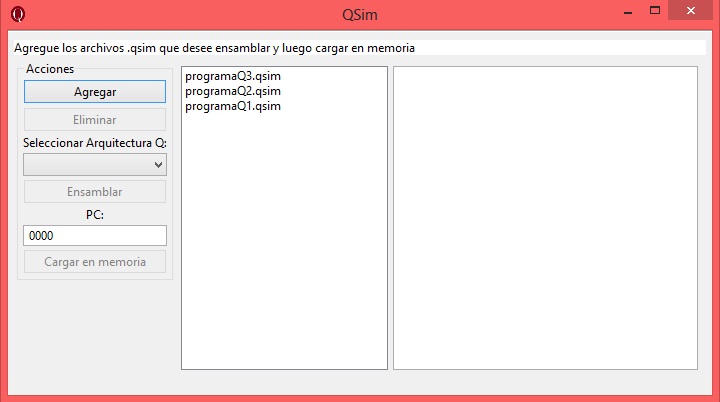 QSim
Agregue los archivos .qsim que desee ensamblar y luego cargar en memoria
Acciones
Agregar
Eliminar
Seleccionar Arquitectura Q:
Ensamblar
PC:
0000
Cargar en memoria
programaQ3.qsim
programaQ2.qsim
programaQ1.qsim